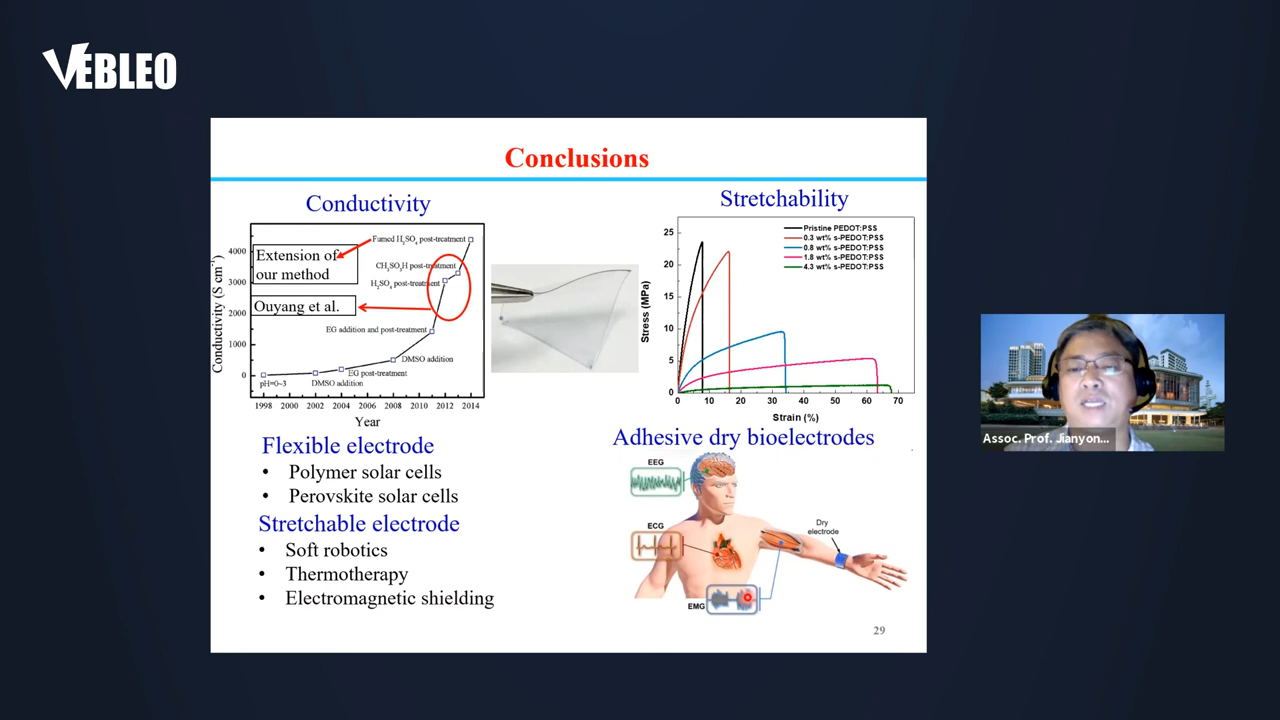 VEBLEO
Conclusions
Conductivity
Conductivity (S cm⁻¹)
4000
3000
2000
1000
0
Extension of
our method
Ouyang et al.
Fumed H₂SO₄ post-treatment
CH₃SO₃H post-treatment
H₂SO₄ post-treatment
EG addition and post-treatment
DMSO addition
EG post-treatment
pH=0~3
DMSO addition
1998 2000 2002 2004 2006 2008 2010 2012 2014
Year
Stretchability
Stress (MPa)
25
20
15
10
5
0
Pristine PEDOT:PSS
0.3 wt% s-PEDOT:PSS
0.8 wt% s-PEDOT:PSS
1.8 wt% s-PEDOT:PSS
4.3 wt% s-PEDOT:PSS
0 10 20 30 40 50 60 70
Strain (%)
Flexible electrode
• Polymer solar cells
• Perovskite solar cells
Stretchable electrode
• Soft robotics
• Thermotherapy
• Electromagnetic shielding
Adhesive dry bioelectrodes
EEG
ECG
Dry
electrode
EMG
29
Assoc. Prof. Jianyon...